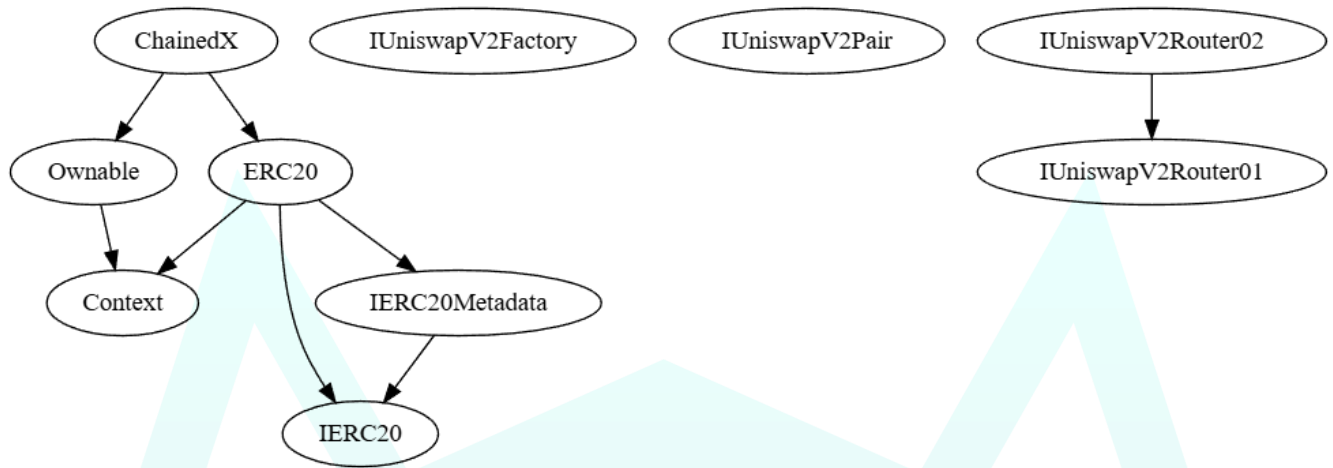 ChainedX
IUniswapV2Factory
IUniswapV2Pair
IUniswapV2Router02
Ownable
ERC20
IUniswapV2Router01
Context
IERC20Metadata
IERC20